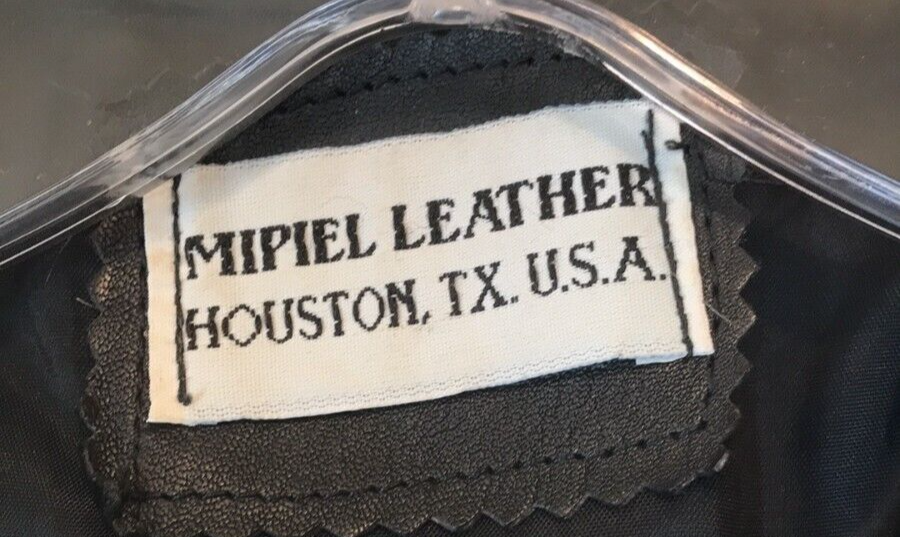 MIPIEL LEATHER
HOUSTON, TX. U.S.A.